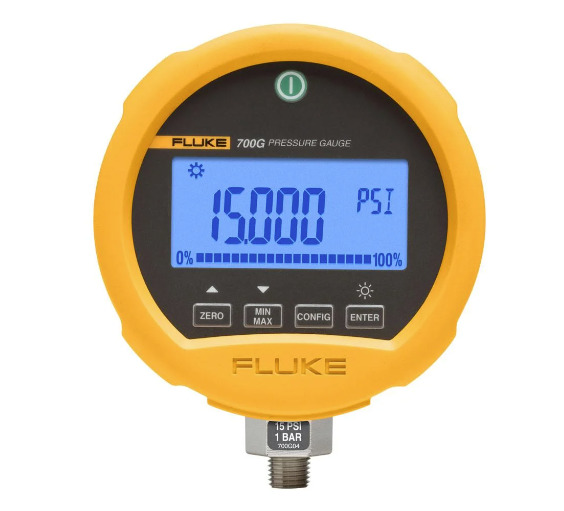 FLUKE 700G PRESSURE GAUGE
15.000 PSI
0% 100%
ZERO MIN MAX CONFIG ENTER
FLUKE
15 PSI
1 BAR
700G04